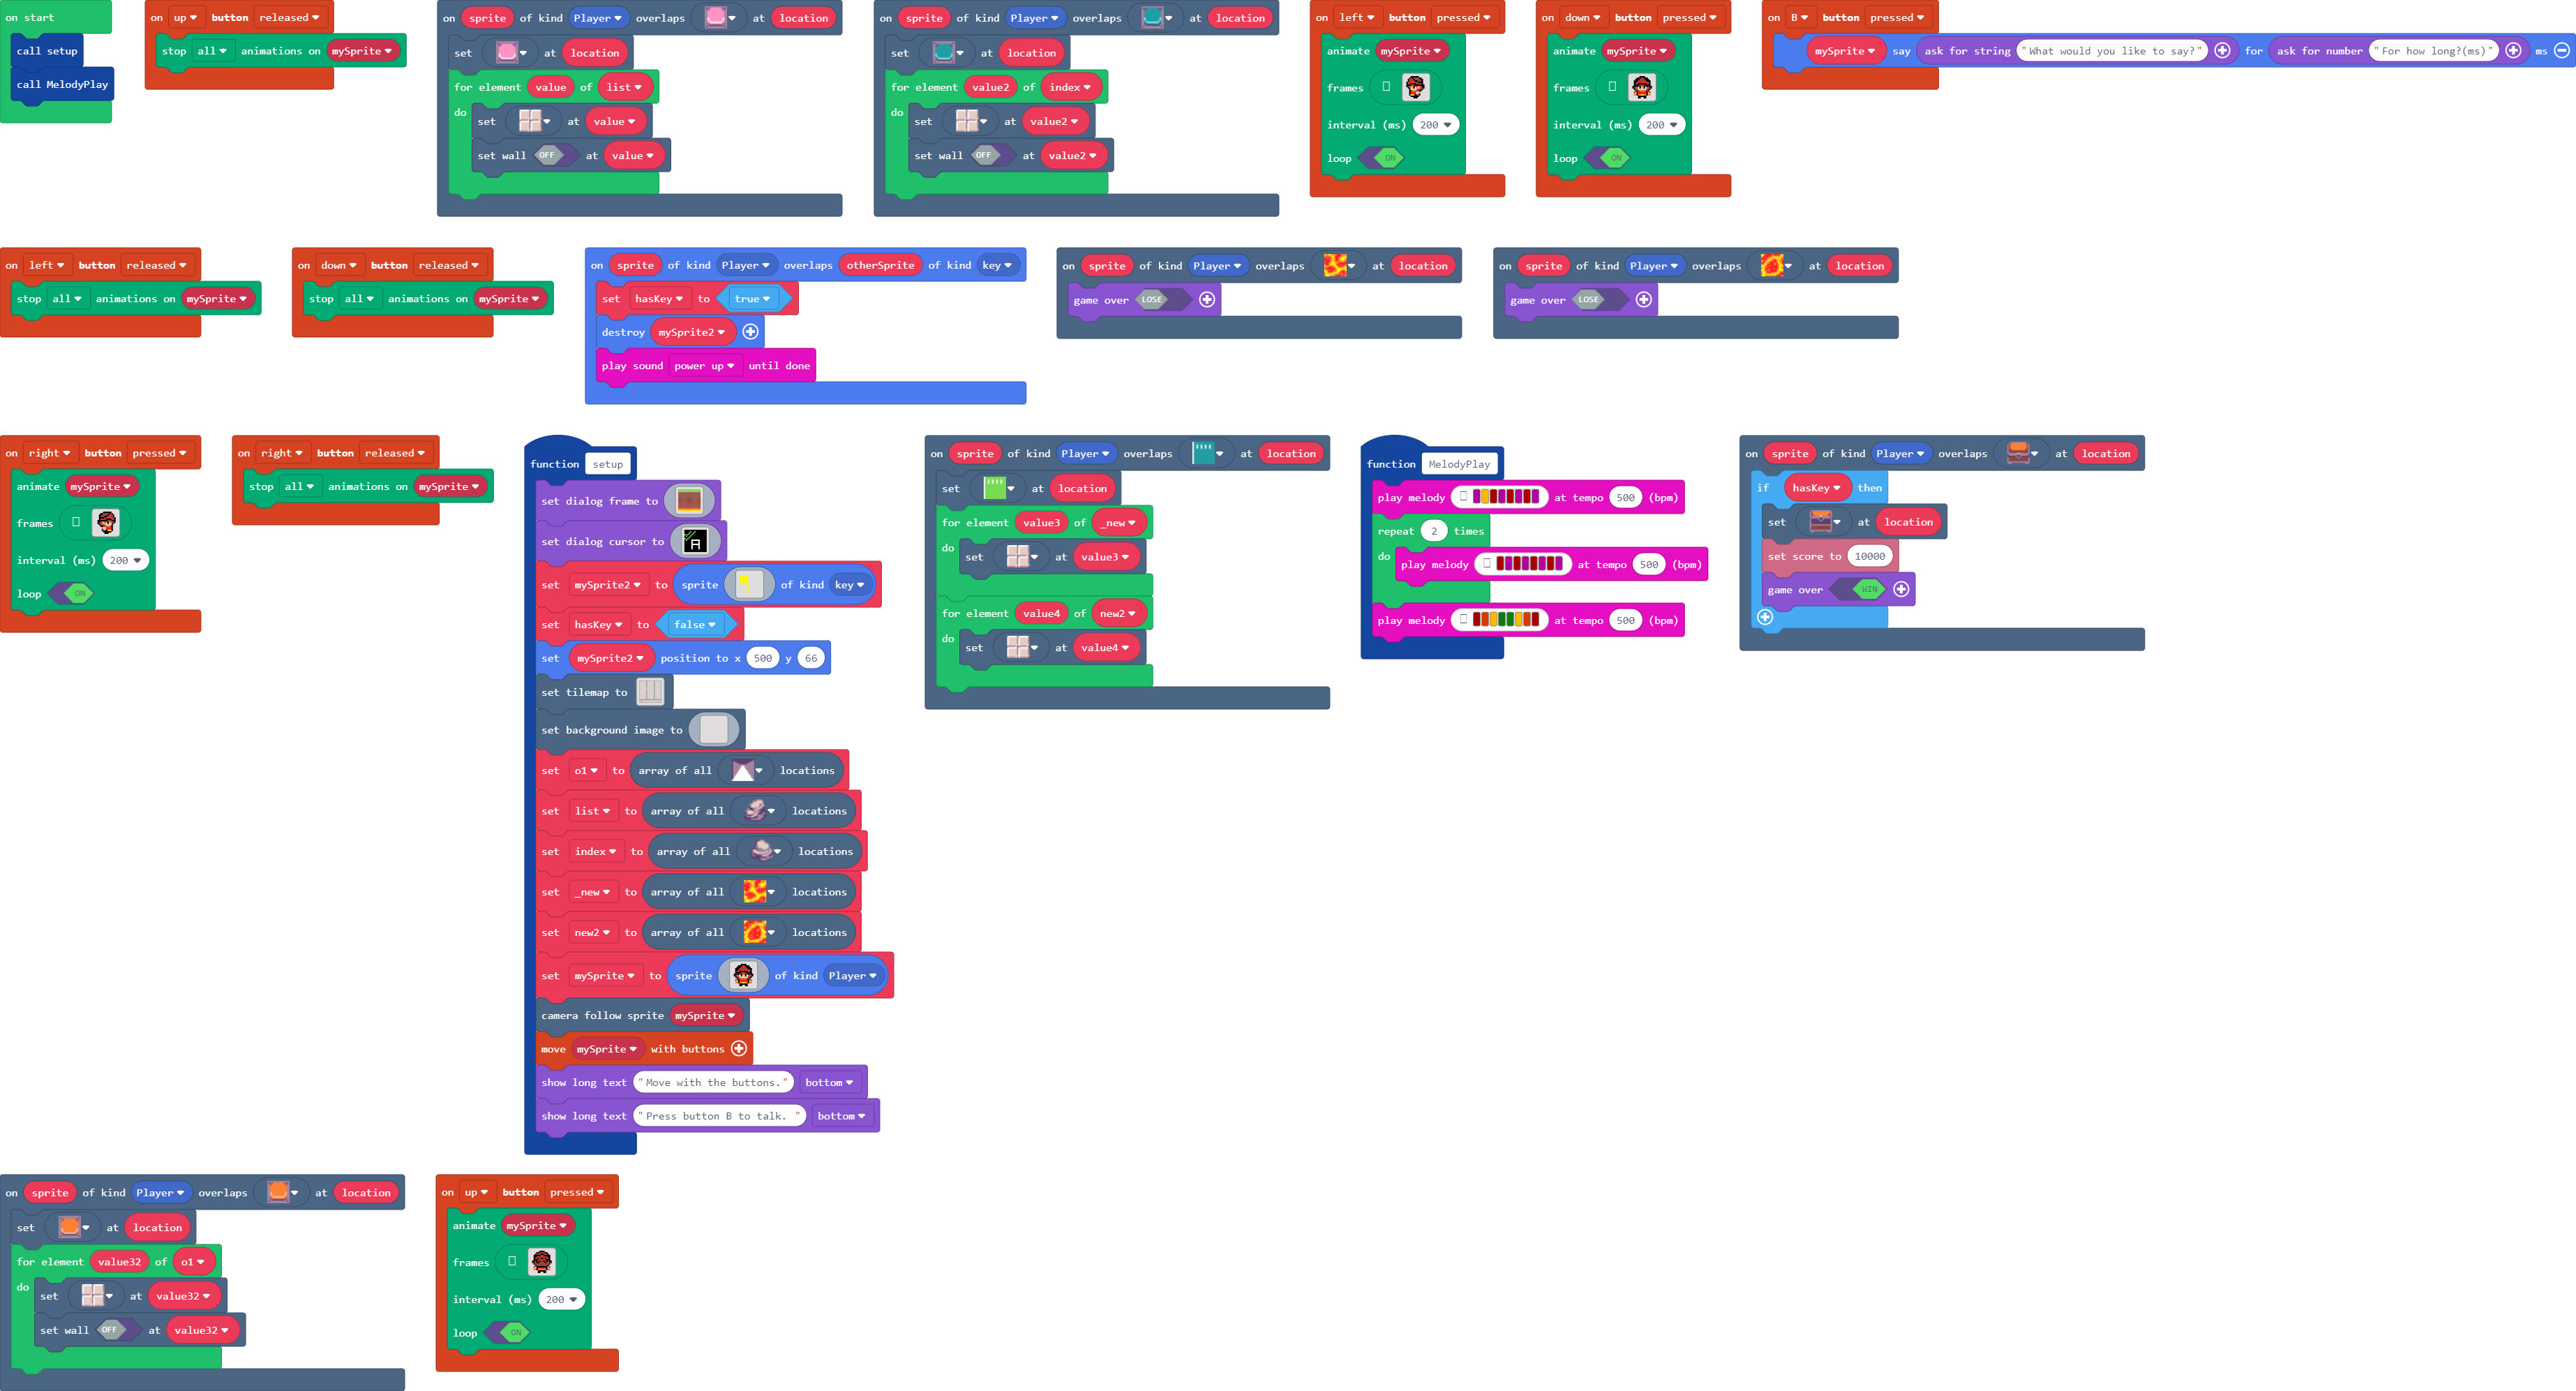 on start
call setup
call MelodyPlay
on up button released
stop all animations on mySprite
on sprite of kind Player overlaps at location
set at location
for element value of list
do set at value
set wall OFF at value
on sprite of kind Player overlaps at location
set at location
for element value2 of index
do set at value2
set wall OFF at value2
on left button pressed
animate mySprite
frames
interval (ms) 200
loop ON
on down button pressed
animate mySprite
frames
interval (ms) 200
loop ON
on B button pressed
mySprite say ask for string "What would you like to say?" for ask for number "For how long?(ms)" ms
on left button released
stop all animations on mySprite
on down button released
stop all animations on mySprite
on sprite of kind Player overlaps otherSprite of kind key
set hasKey to true
destroy mySprite2
play sound power up until done
on sprite of kind Player overlaps at location
game over LOSE
on sprite of kind Player overlaps at location
game over LOSE
on right button pressed
animate mySprite
frames
interval (ms) 200
loop ON
on right button released
stop all animations on mySprite
function setup
set dialog frame to
set dialog cursor to A
set mySprite2 to sprite of kind key
set hasKey to false
set mySprite2 position to x 500 y 66
set tilemap to
set background image to
set o1 to array of all locations
set list to array of all locations
set index to array of all locations
set _new to array of all locations
set new2 to array of all locations
set mySprite to sprite of kind Player
camera follow sprite mySprite
move mySprite with buttons
show long text "Move with the buttons." bottom
show long text "Press button B to talk. " bottom
on sprite of kind Player overlaps at location
set at location
for element value3 of _new
do set at value3
for element value4 of new2
do set at value4
function MelodyPlay
play melody at tempo 500 (bpm)
repeat 2 times
do play melody at tempo 500 (bpm)
play melody at tempo 500 (bpm)
on sprite of kind Player overlaps at location
if hasKey then
set at location
set score to 10000
game over WIN
on sprite of kind Player overlaps at location
set at location
for element value32 of o1
do set at value32
set wall OFF at value32
on up button pressed
animate mySprite
frames
interval (ms) 200
loop ON